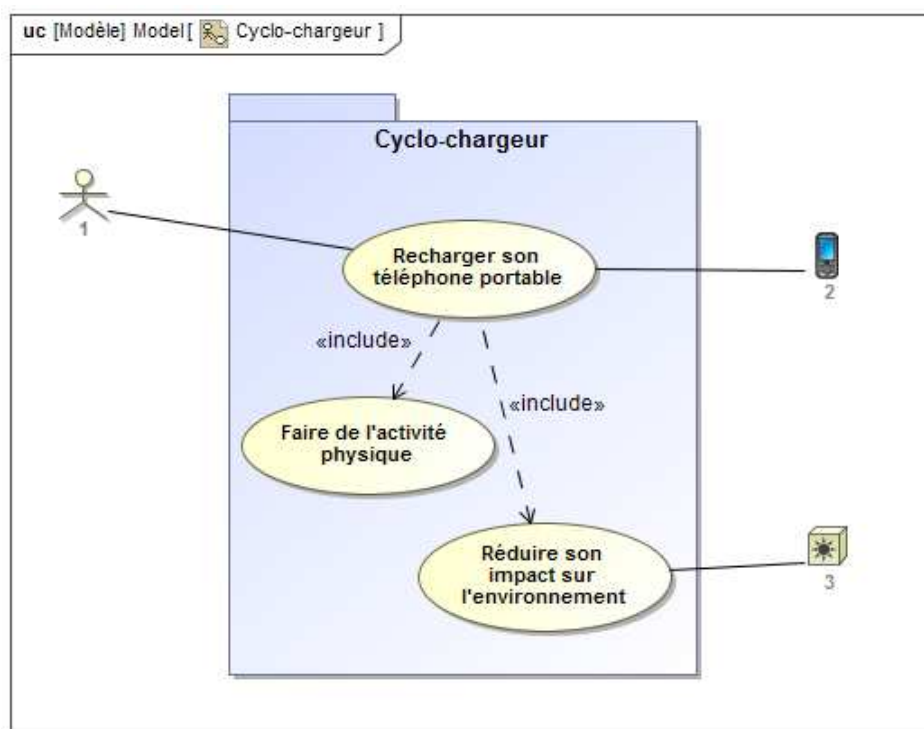 uc [Modèle] Model[ Cyclo-chargeur ]
Cyclo-chargeur
1
Recharger son
téléphone portable
2
«include»
«include»
Faire de l'activité
physique
Réduire son
impact sur
l'environnement
3